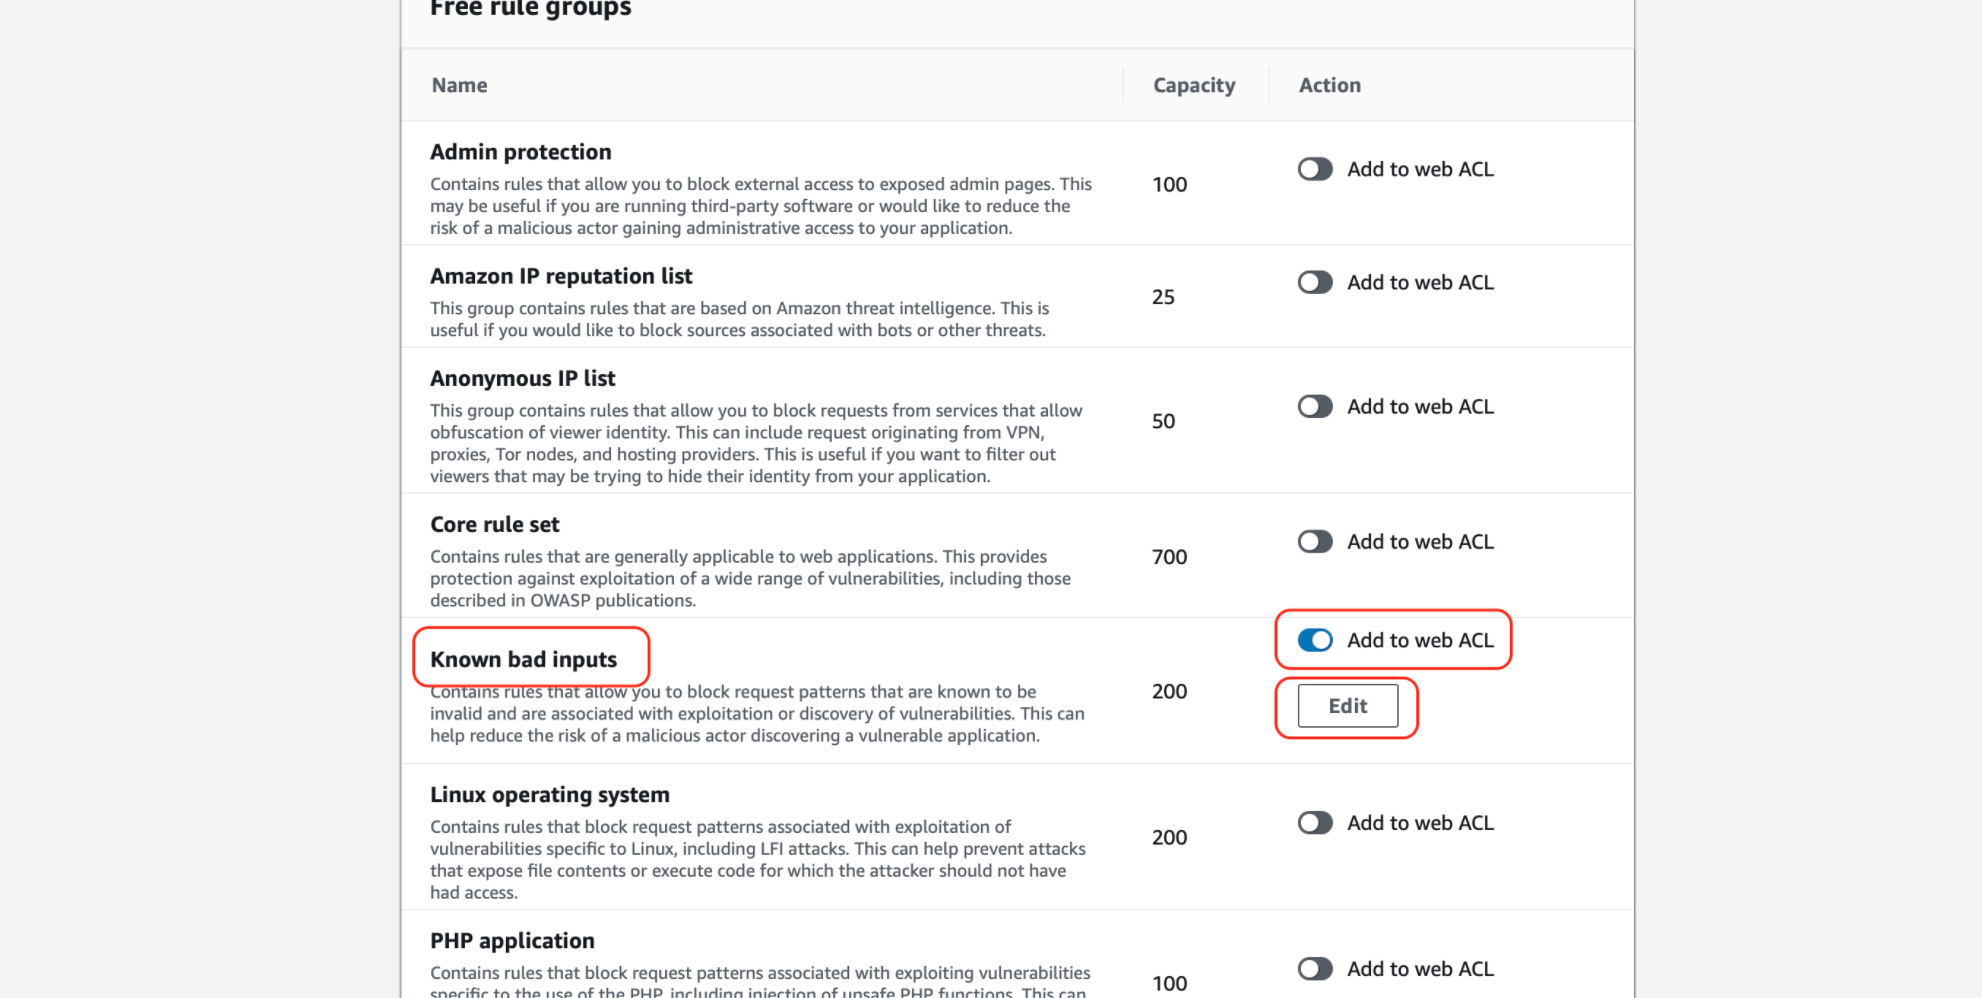 Free rule groups
Name Capacity Action
Admin protection
Contains rules that allow you to block external access to exposed admin pages. This
may be useful if you are running third-party software or would like to reduce the
risk of a malicious actor gaining administrative access to your application.
100
Add to web ACL
Amazon IP reputation list
This group contains rules that are based on Amazon threat intelligence. This is
useful if you would like to block sources associated with bots or other threats.
25
Add to web ACL
Anonymous IP list
This group contains rules that allow you to block requests from services that allow
obfuscation of viewer identity. This can include request originating from VPN,
proxies, Tor nodes, and hosting providers. This is useful if you want to filter out
viewers that may be trying to hide their identity from your application.
50
Add to web ACL
Core rule set
Contains rules that are generally applicable to web applications. This provides
protection against exploitation of a wide range of vulnerabilities, including those
described in OWASP publications.
700
Add to web ACL
Known bad inputs
Contains rules that allow you to block request patterns that are known to be
invalid and are associated with exploitation or discovery of vulnerabilities. This can
help reduce the risk of a malicious actor discovering a vulnerable application.
200
Add to web ACL
Edit
Linux operating system
Contains rules that block request patterns associated with exploitation of
vulnerabilities specific to Linux, including LFI attacks. This can help prevent attacks
that expose file contents or execute code for which the attacker should not have
had access.
200
Add to web ACL
PHP application
Contains rules that block request patterns associated with exploiting vulnerabilities
specific to the use of the PHP, including injection of unsafe PHP functions. This can
100
Add to web ACL